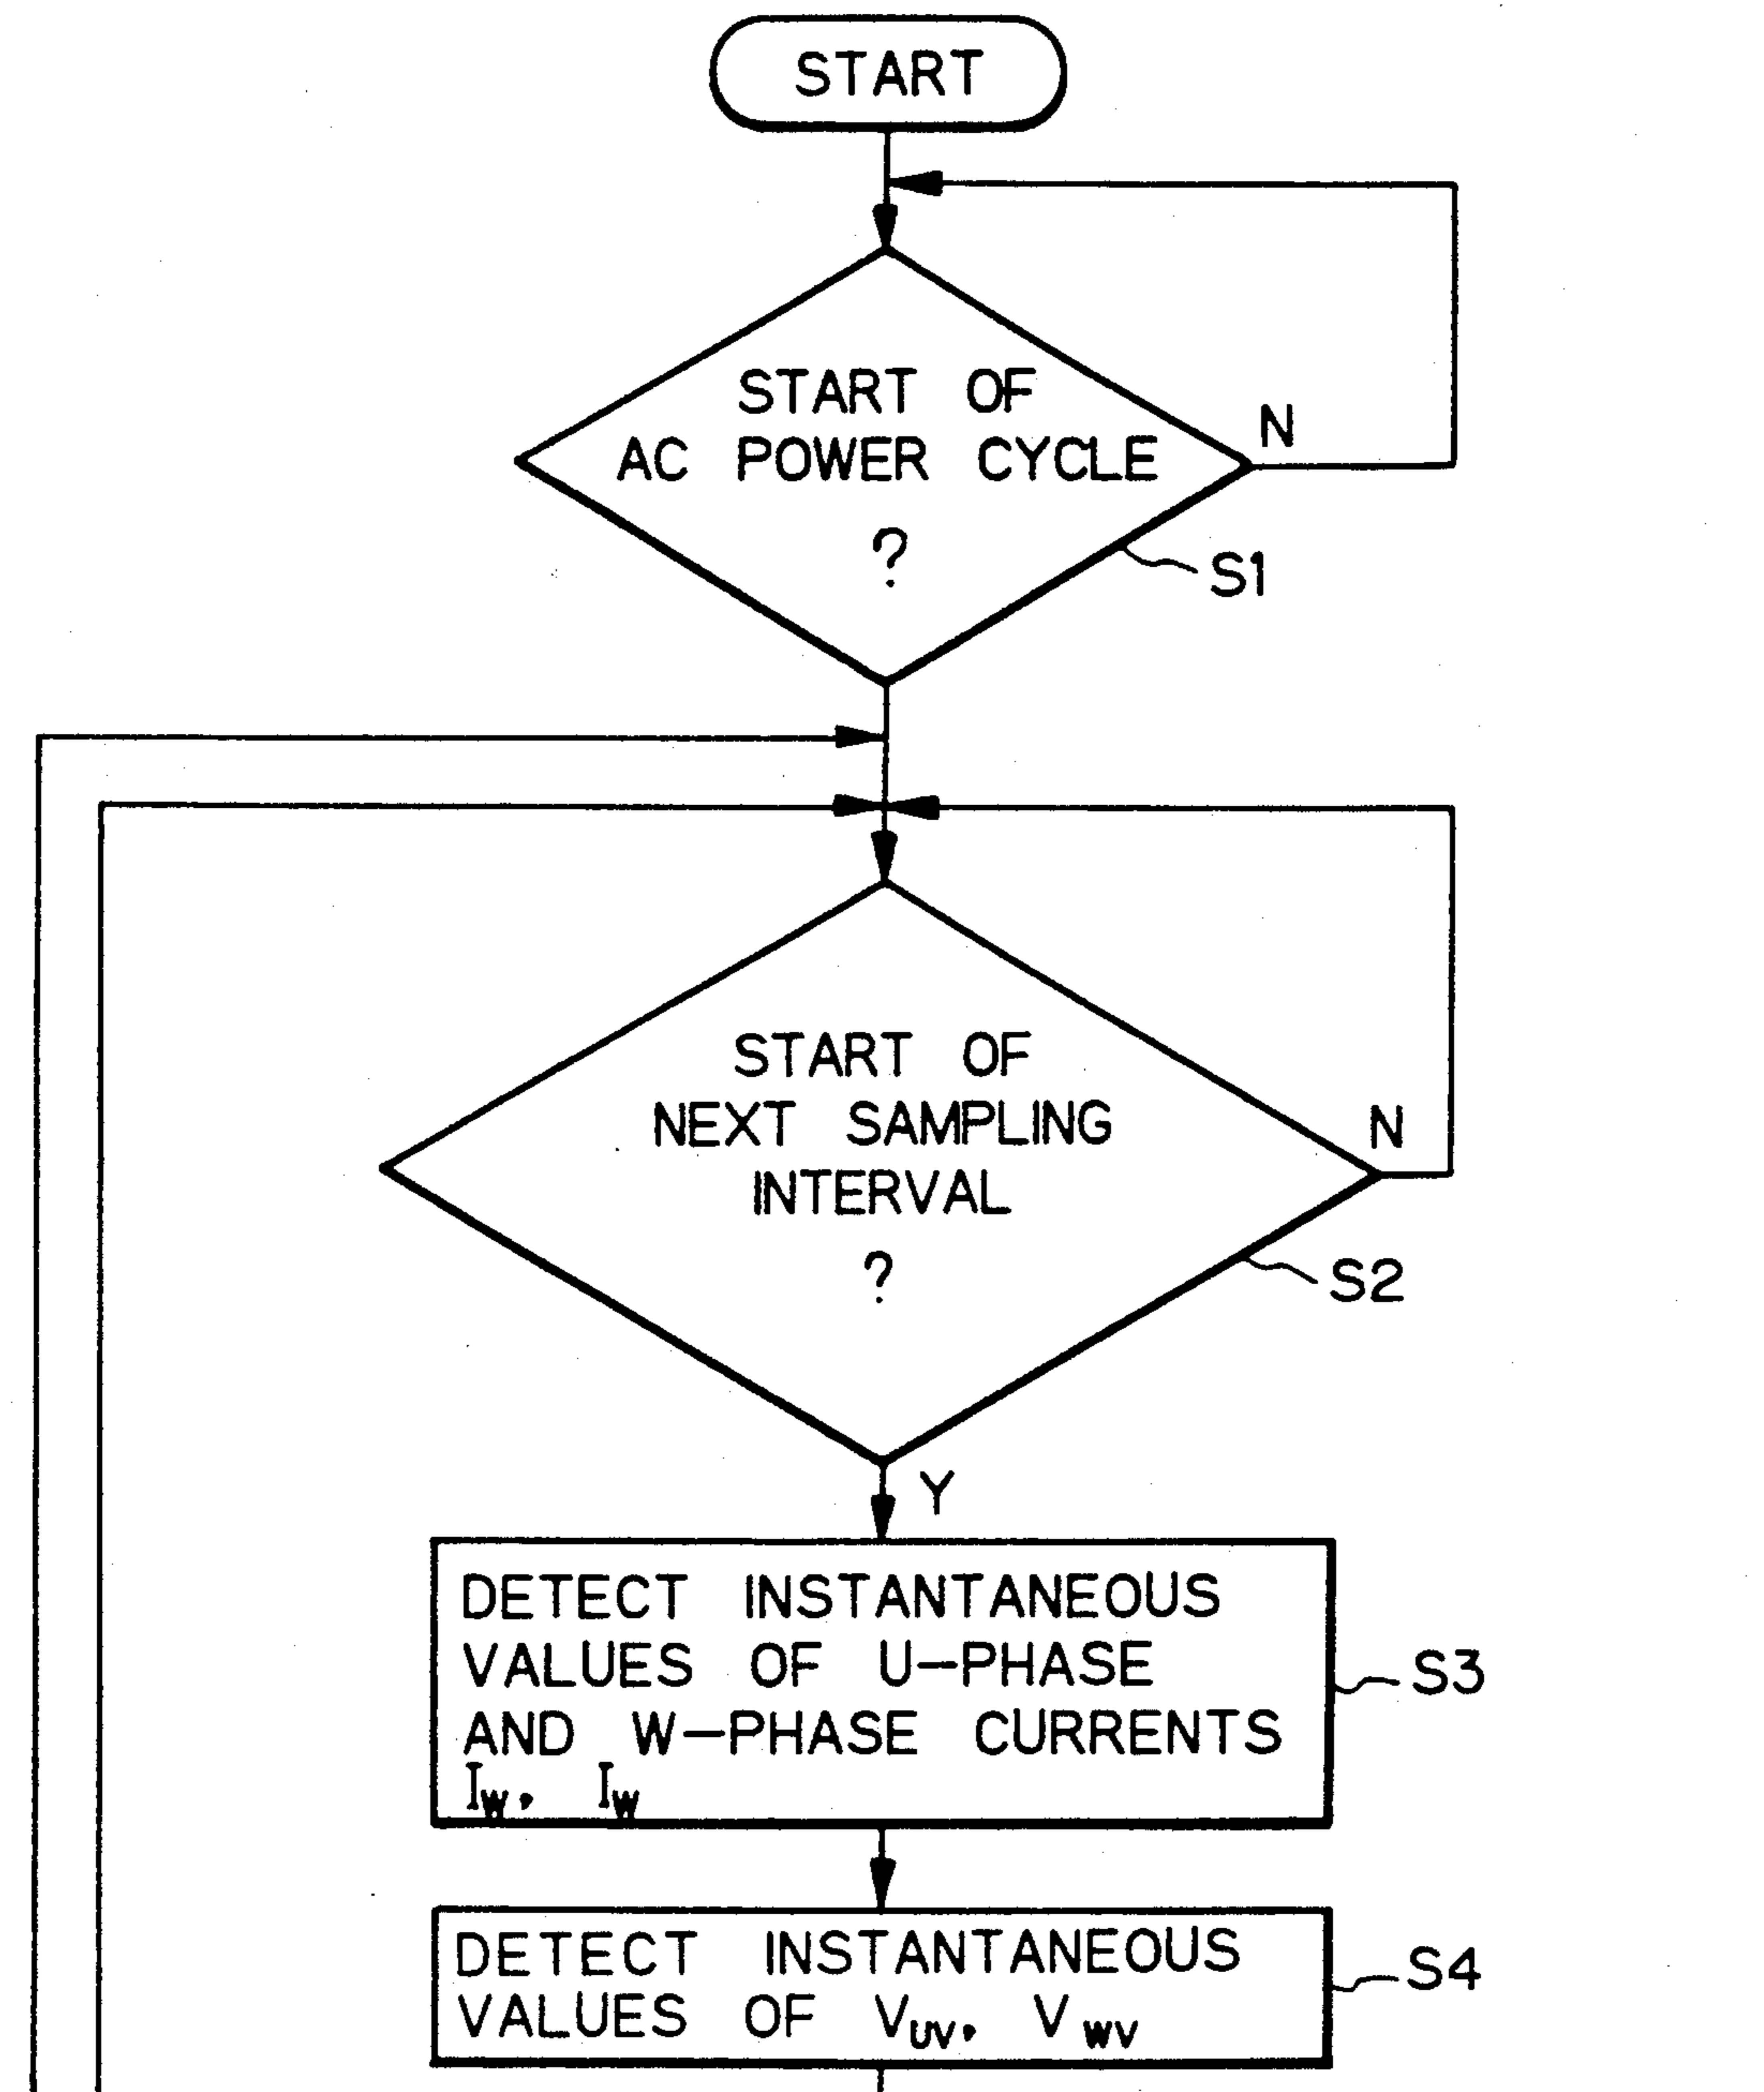 START
START OF
AC POWER CYCLE
?
N
S1
START OF
NEXT SAMPLING
INTERVAL
?
N
S2
Y
DETECT INSTANTANEOUS
VALUES OF U-PHASE
AND W-PHASE CURRENTS
IW, IW
S3
DETECT INSTANTANEOUS
VALUES OF VUV, VWV
S4